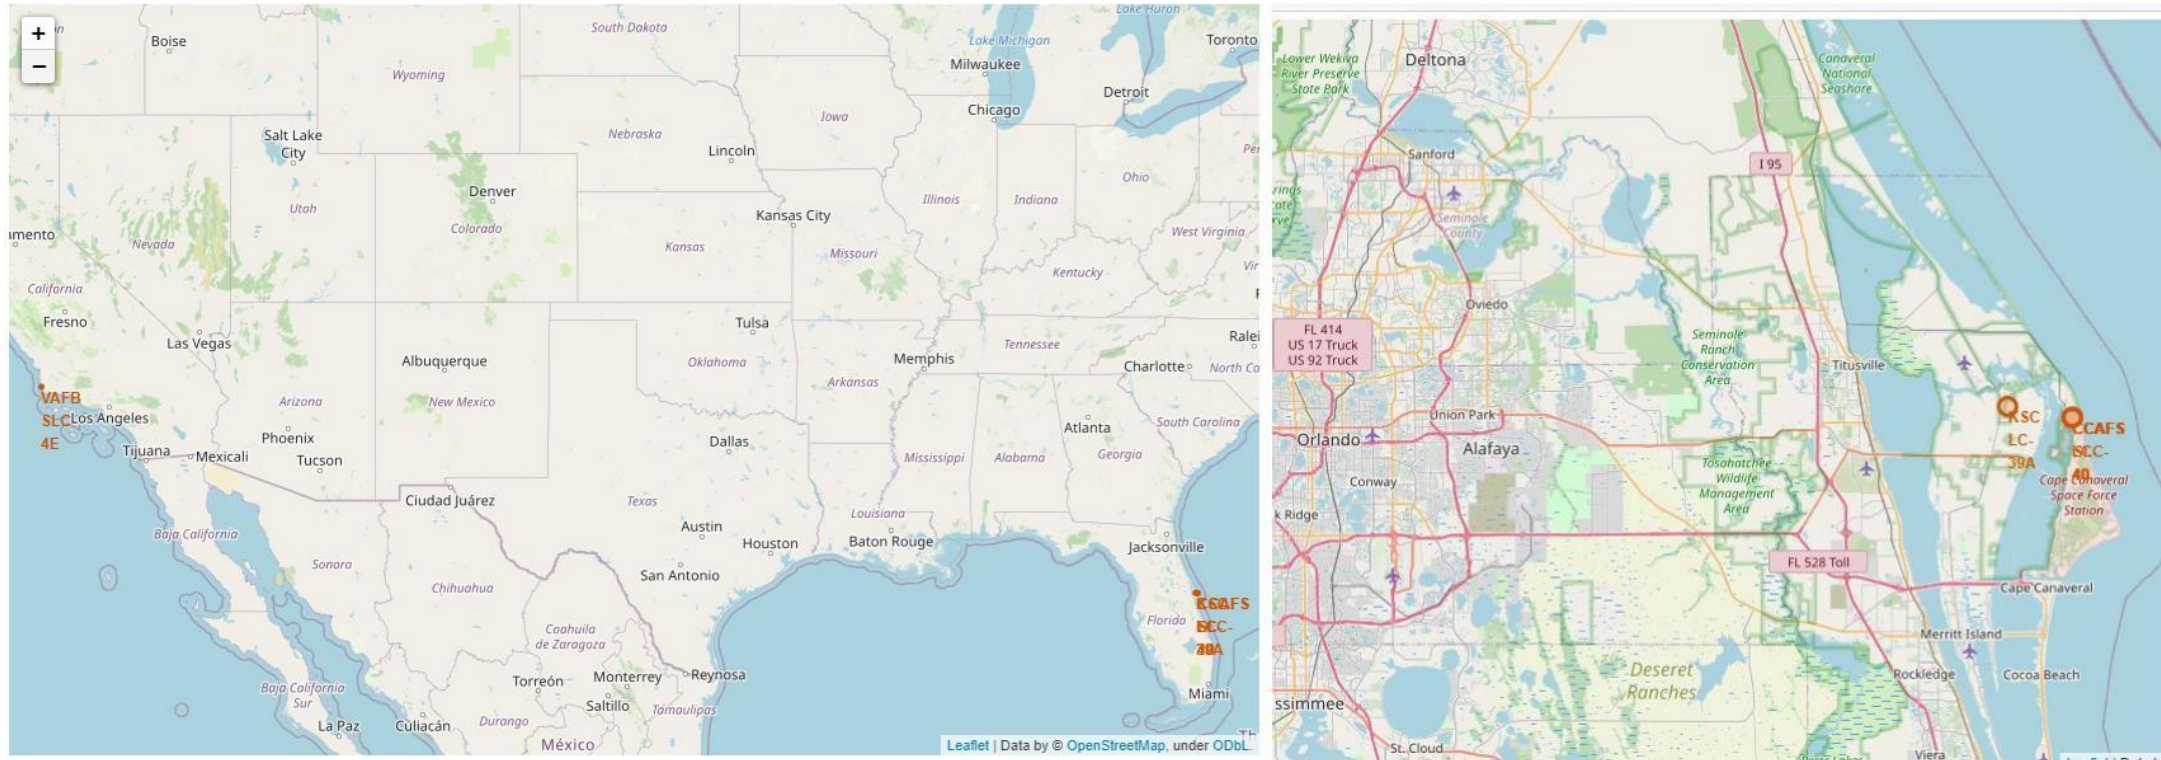 +
−
Boise
South Dakota
Lake Huron
Lake Michigan
Toronto
Milwaukee
Wyoming
Detroit
Chicago
Iowa
Salt Lake
City
Nebraska
Lincoln
Ohio
Denver
Illinois
Indiana
Utah
Kansas City
Colorado
Nevada
Kansas
Missouri
West Virginia
Kentucky
California
Fresno
Tulsa
Las Vegas
Albuquerque
Oklahoma
Memphis
Tennessee
Charlotte
Arkansas
VAFB
SLC
4E
Los Angeles
Arizona
New Mexico
Phoenix
Dallas
Atlanta
South Carolina
Tijuana
Mexicali
Tucson
Mississippi
Alabama
Georgia
Ciudad Juárez
Texas
Louisiana
Baja California
Austin
Houston
Baton Rouge
Jacksonville
Sonora
San Antonio
Chihuahua
Florida
Coahuila
de Zaragoza
Baja California
Sur
Torreón
Monterrey
Reynosa
Saltillo
Miami
La Paz
Culiacán
Durango
Tamaulipas
México
Leaflet | Data by © OpenStreetMap, under ODbL.
Lower Wekiva
River Preserve
State Park
Deltona
Canaveral
National
Seashore
Sanford
I 95
Seminole
County
Oviedo
FL 414
US 17 Truck
US 92 Truck
Seminole
Ranch
Conservation
Area
Titusville
Union Park
Orlando
Alafaya
KSC
LC-
39A
CCAFS
Tosohatchee
Wildlife
Management
Area
Conway
Cape Canaveral
Space Force
Station
k Ridge
FL 528 Toll
Cape Canaveral
Merritt Island
Deseret
Ranches
Rockledge
Cocoa Beach
ssimmee
St. Cloud
Viera